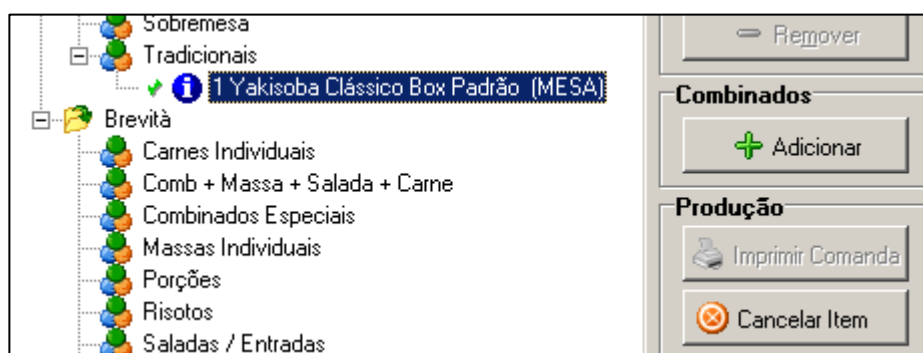 Sobremesa
Tradicionais
1 Yakisoba Clássico Box Padrão (MESA)
Brevità
Carnes Individuais
Comb + Massa + Salada + Carne
Combinados Especiais
Massas Individuais
Porções
Risotos
Saladas / Entradas
Remover
Combinados
Adicionar
Produção
Imprimir Comanda
Cancelar Item